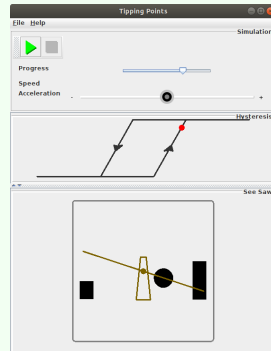 Tipping Points
File Help
Simulation
Progress
Speed
Acceleration - +
Hysteresis
See Saw